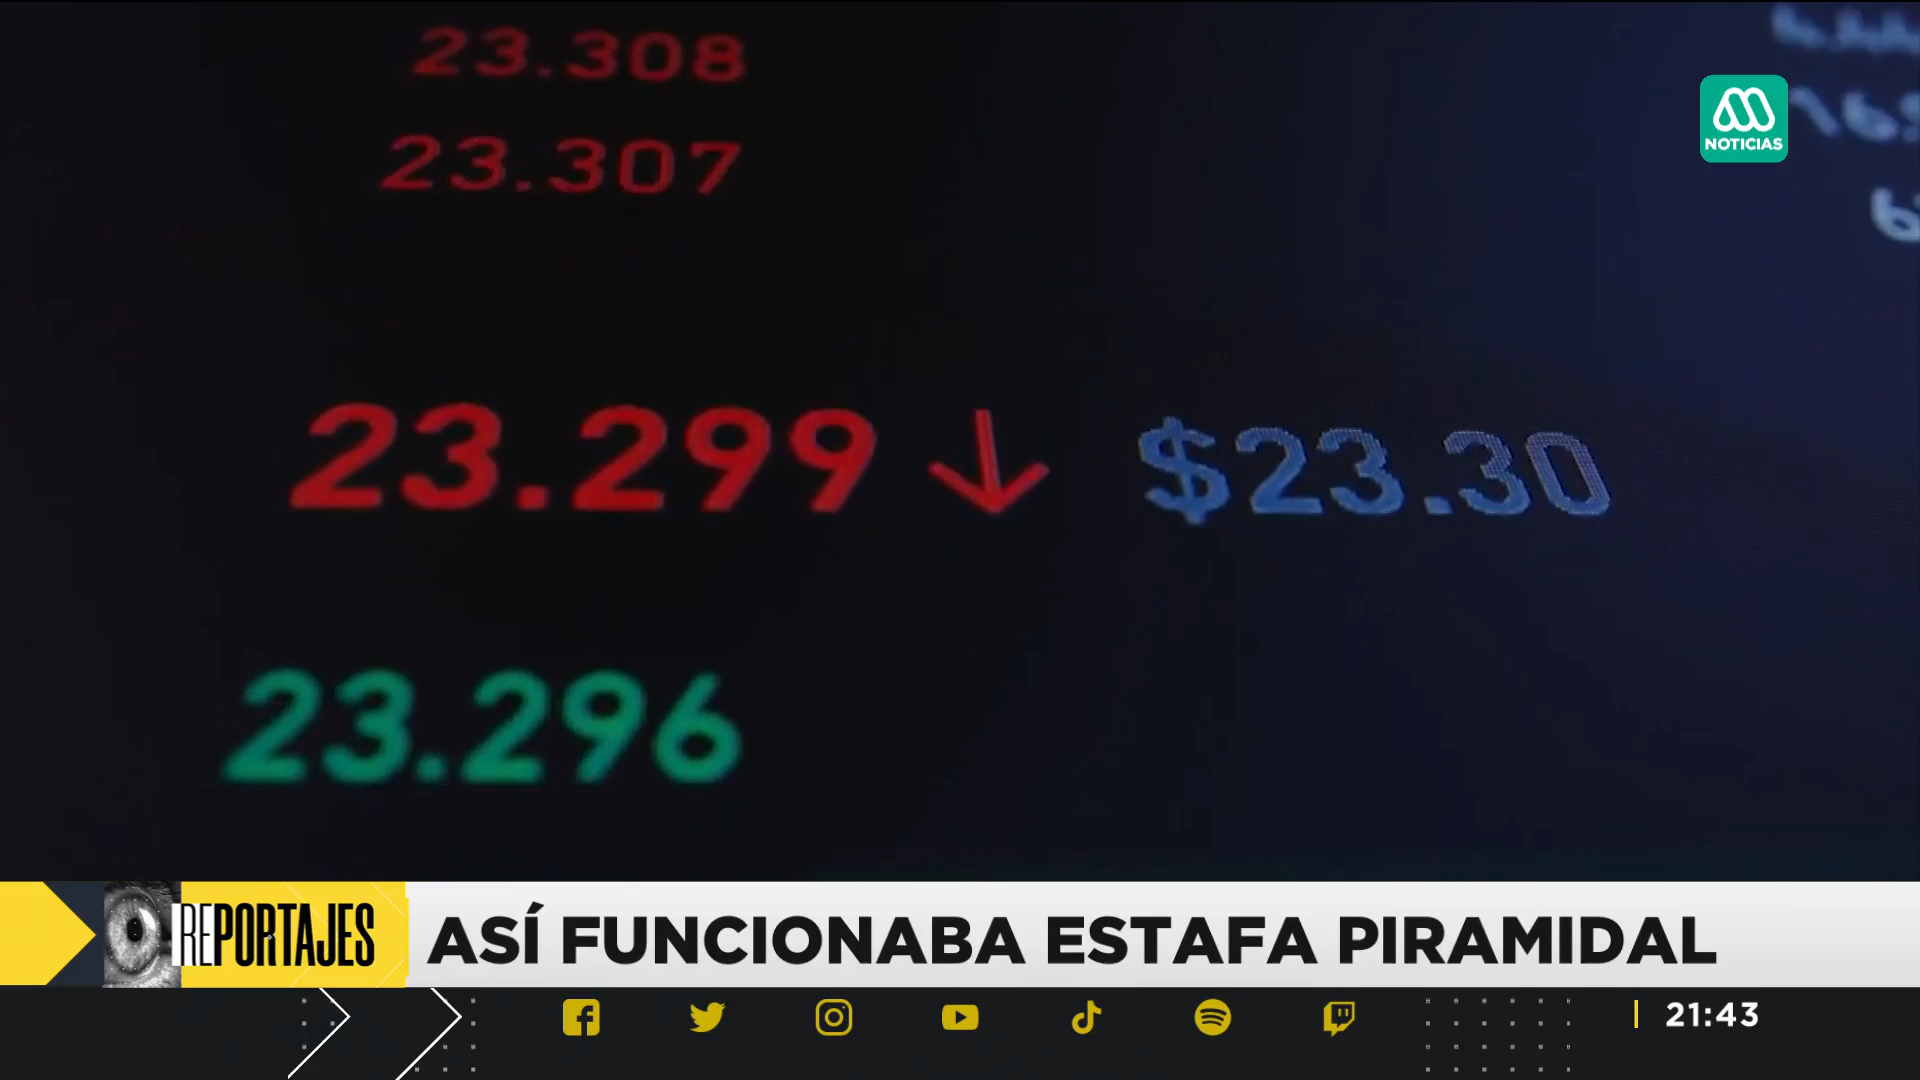 23.308
23.307
NOTICIAS
23.299 ↓ $23.30
23.296
REPORTAJES
ASÍ FUNCIONABA ESTAFA PIRAMIDAL
21:43